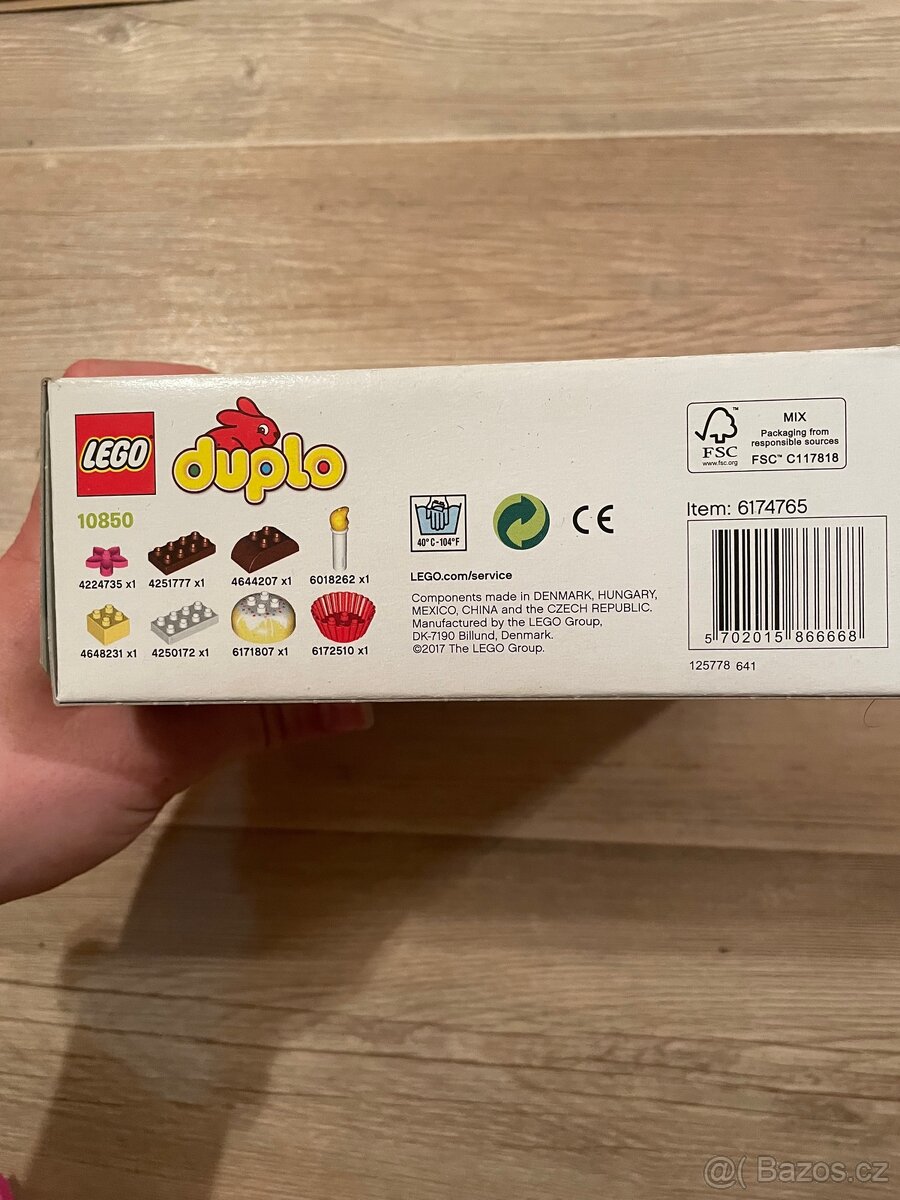 LEGO
duplo
10850
4224735 x1
4251777 x1
4644207 x1
6018262 x1
4648231 x1
4250172 x1
6171807 x1
6172510 x1
40°C-104°F
CE
LEGO.com/service
Components made in DENMARK, HUNGARY,
MEXICO, CHINA and the CZECH REPUBLIC.
Manufactured by the LEGO Group,
DK-7190 Billund, Denmark.
©2017 The LEGO Group.
FSC
www.fsc.org
MIX
Packaging from
responsible sources
FSC™ C117818
Item: 6174765
5 702015 866668
125778 641
@( Bazos.cz